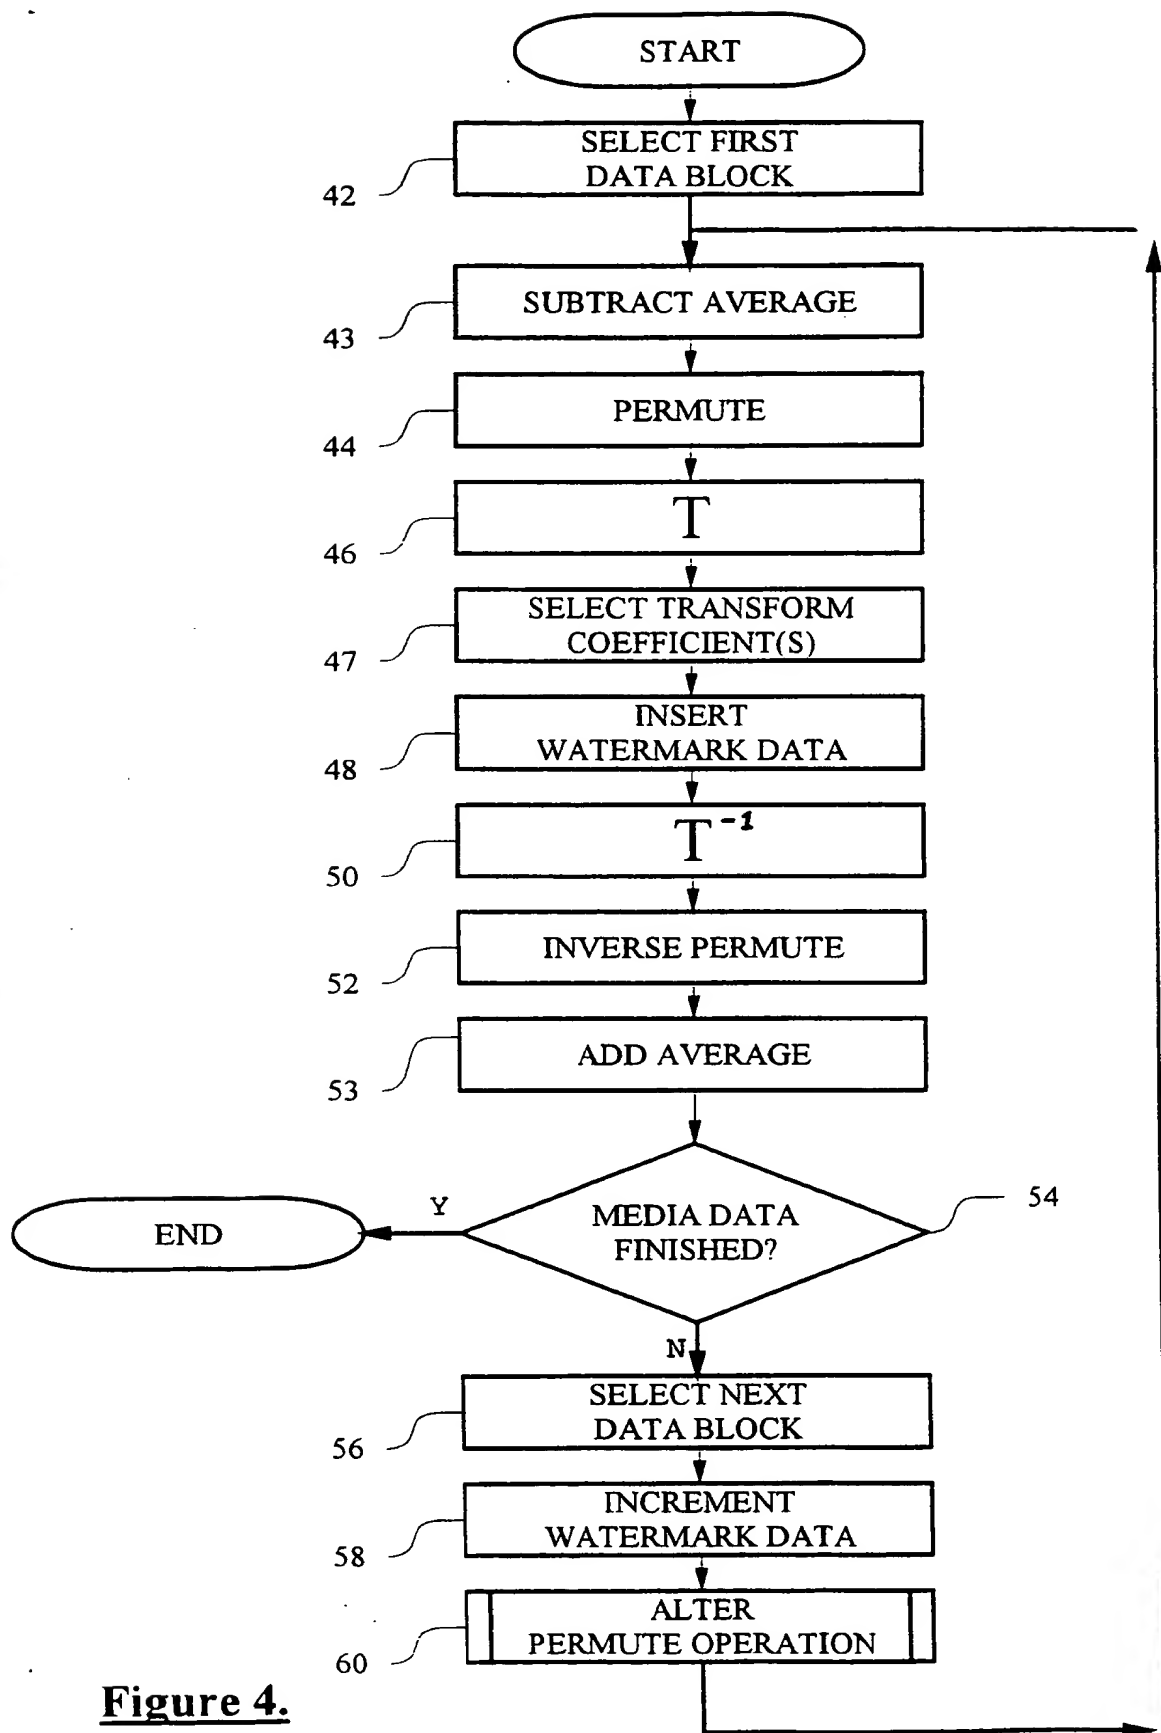 START
SELECT FIRST
DATA BLOCK
42
SUBTRACT AVERAGE
43
PERMUTE
44
T
46
SELECT TRANSFORM
COEFFICIENT(S)
47
INSERT
WATERMARK DATA
48
T -1
50
INVERSE PERMUTE
52
ADD AVERAGE
53
MEDIA DATA
FINISHED?
54
Y
END
N
SELECT NEXT
DATA BLOCK
56
INCREMENT
WATERMARK DATA
58
ALTER
PERMUTE OPERATION
60
Figure 4.